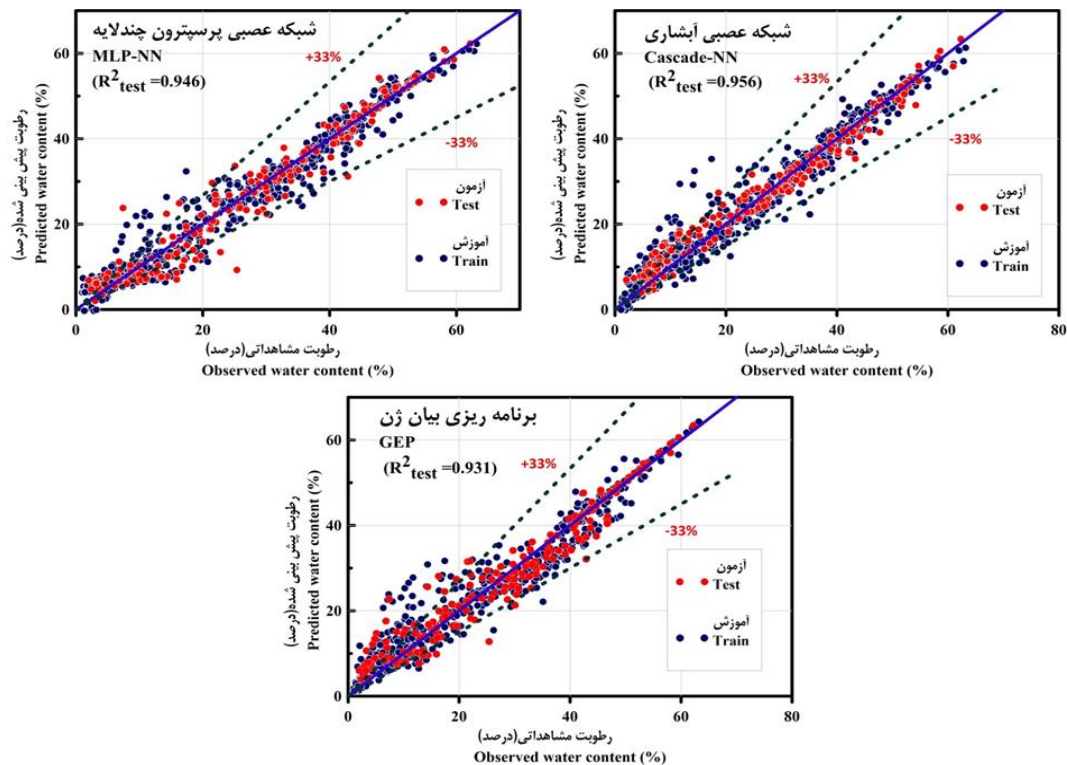 شبکه عصبی پرسپترون چندلایه
MLP-NN
(R²test =0.946)
+33%
-33%
آزمون
Test
آموزش
Train
رطوبت پیش بینی شده(درصد)
Predicted water content (%)
60
40
20
0
0
20
40
60
رطوبت مشاهداتی(درصد)
Observed water content (%)
شبکه عصبی آبشاری
Cascade-NN
(R²test =0.956)
+33%
-33%
آزمون
Test
آموزش
Train
رطوبت پیش بینی شده(درصد)
Predicted water content (%)
60
40
20
0
0
20
40
60
80
رطوبت مشاهداتی(درصد)
Observed water content (%)
برنامه ریزی بیان ژن
GEP
(R²test =0.931)
+33%
-33%
آزمون
Test
آموزش
Train
رطوبت پیش بینی شده(درصد)
Predicted water content (%)
60
40
20
0
0
20
40
60
80
رطوبت مشاهداتی(درصد)
Observed water content (%)